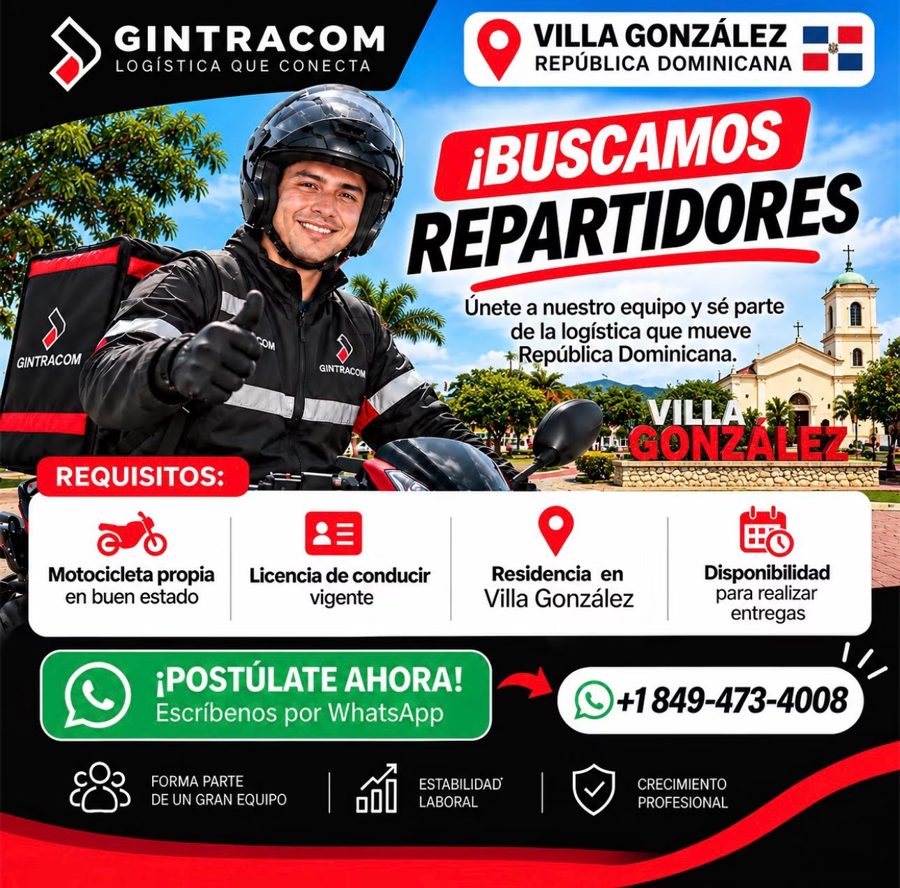 GINTRACOM
LOGÍSTICA QUE CONECTA
VILLA GONZÁLEZ
REPÚBLICA DOMINICANA
¡BUSCAMOS
REPARTIDORES
Únete a nuestro equipo y sé parte
de la logística que mueve
República Dominicana.
GINTRACOM
COM
GINTRACOM
VILLA
GONZÁLEZ
REQUISITOS:
Motocicleta propia
en buen estado
Licencia de conducir
vigente
Residencia en
Villa González
Disponibilidad
para realizar
entregas
¡POSTÚLATE AHORA!
Escríbenos por WhatsApp
+1 849-473-4008
FORMA PARTE
DE UN GRAN EQUIPO
ESTABILIDAD
LABORAL
CRECIMIENTO
PROFESIONAL